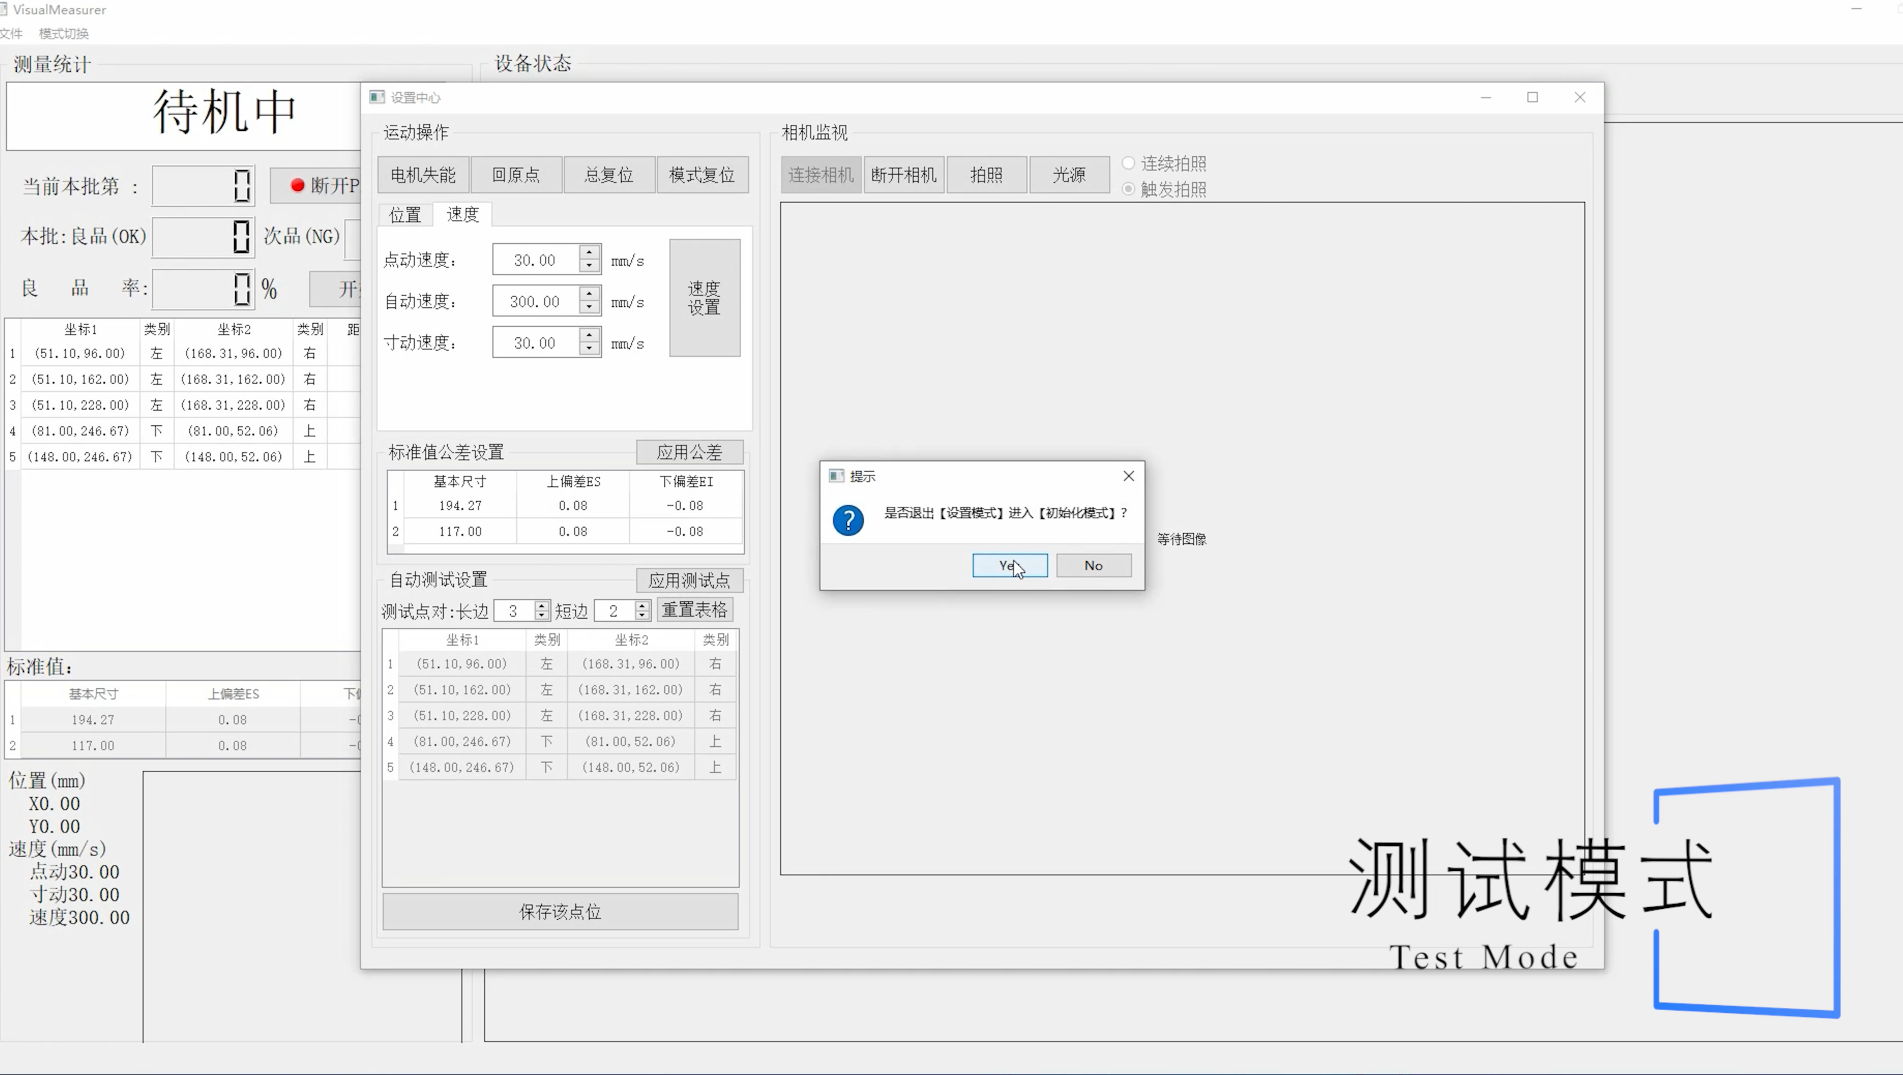 VisualMeasurer
文件 模式切换
测量统计
设备状态
待机中
当前本批第 : 0 断开P
本批:良品(OK) 0 次品(NG)
良 品 率: 0 %
坐标1 类别 坐标2 类别 距
1 (51.10,96.00) 左 (168.31,96.00) 右
2 (51.10,162.00) 左 (168.31,162.00) 右
3 (51.10,228.00) 左 (168.31,228.00) 右
4 (81.00,246.67) 下 (81.00,52.06) 上
5 (148.00,246.67) 下 (148.00,52.06) 上
标准值:
基本尺寸 上偏差ES
1 194.27 0.08
2 117.00 0.08
位置(mm)
X0.00
Y0.00
速度(mm/s)
点动30.00
寸动30.00
速度300.00
设置中心
运动操作
电机失能 回原点 总复位 模式复位
位置 速度
点动速度: 30.00 mm/s
自动速度: 300.00 mm/s
寸动速度: 30.00 mm/s
速度
设置
标准值公差设置 应用公差
基本尺寸 上偏差ES 下偏差EI
1 194.27 0.08 -0.08
2 117.00 0.08 -0.08
自动测试设置 应用测试点
测试点对:长边 3 短边 2 重置表格
坐标1 类别 坐标2 类别
1 (51.10,96.00) 左 (168.31,96.00) 右
2 (51.10,162.00) 左 (168.31,162.00) 右
3 (51.10,228.00) 左 (168.31,228.00) 右
4 (81.00,246.67) 下 (81.00,52.06) 上
5 (148.00,246.67) 下 (148.00,52.06) 上
保存该点位
相机监视
连接相机 断开相机 拍照 光源
连续拍照
触发拍照
等待图像
提示
是否退出【设置模式】进入【初始化模式】?
No
测试模式
Test Mode